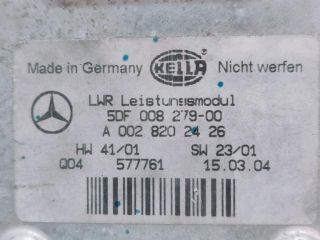 Made in Germany HELLA Nicht werfen
LWR Leistungsmodul
5DF 008 279-00
A 002 820 24 26
HW 41/01 SW 23/01
Q04 577761 15.03.04